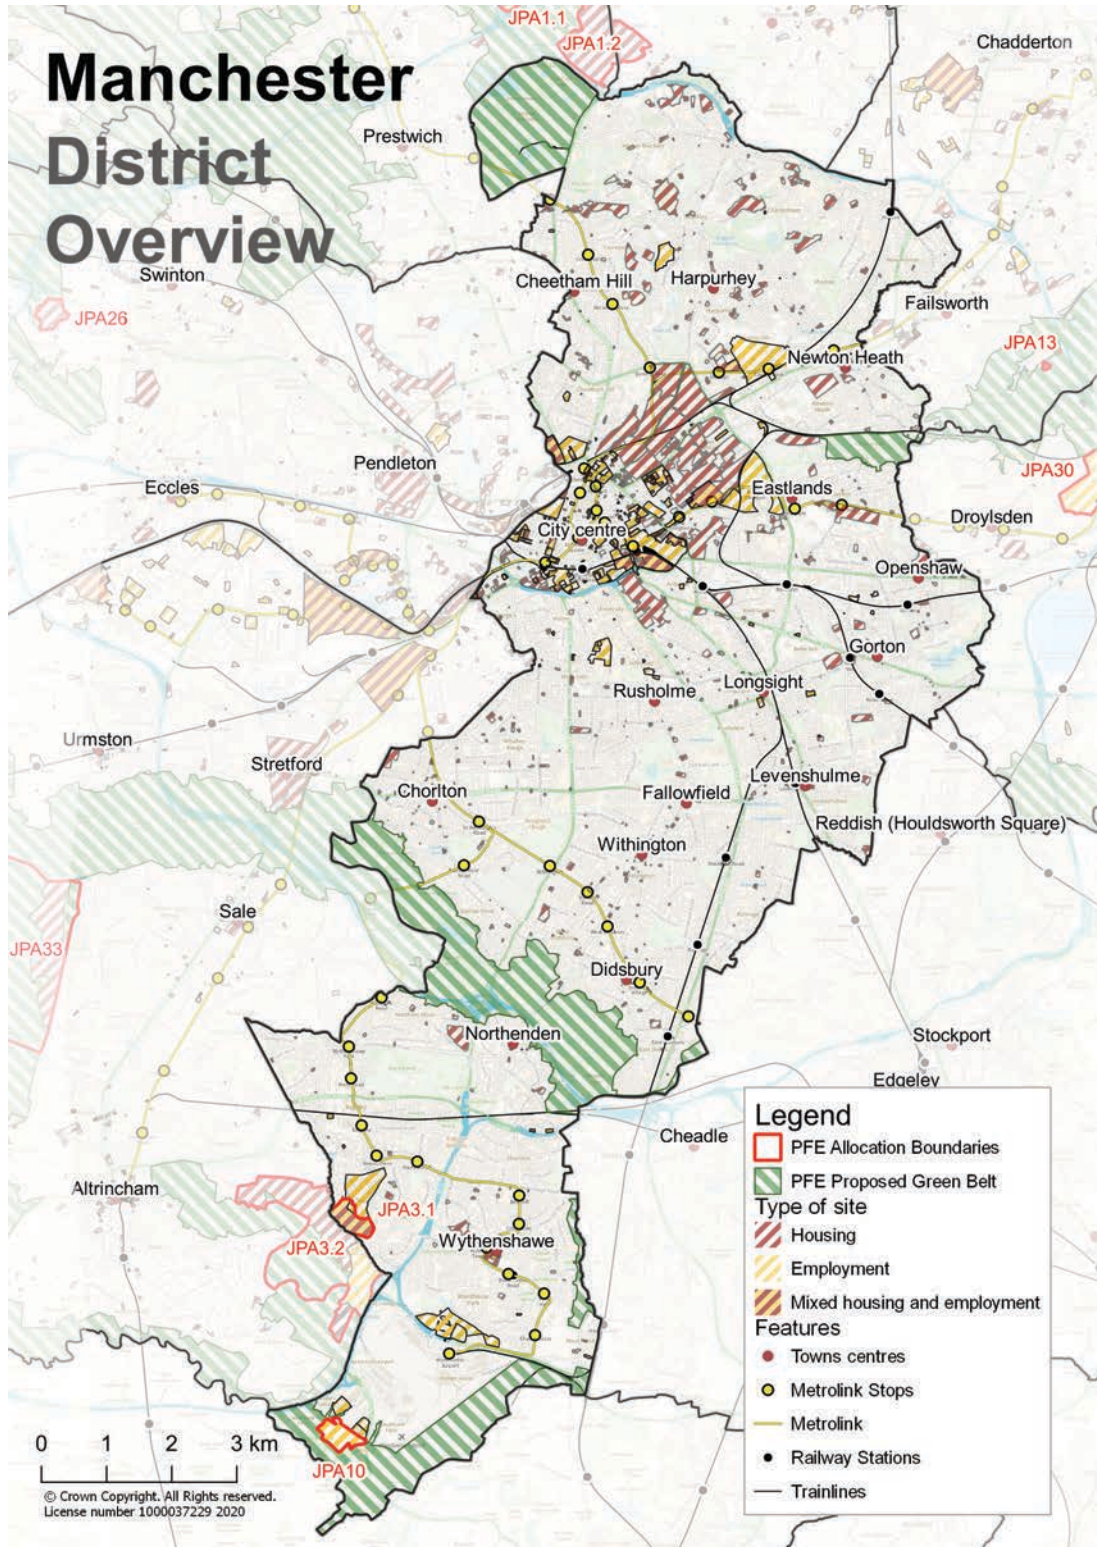 JPA1.1
JPA1.2
Chadderton
Manchester
District
Overview
Prestwich
Swinton
Cheetham Hill
Harpurhey
Failsworth
JPA26
JPA13
Newton Heath
Pendleton
JPA30
Eccles
Eastlands
City centre
Droylsden
Openshaw
Gorton
Rusholme
Longsight
Urmston
Stretford
Levenshulme
Chorlton
Fallowfield
Reddish (Houldsworth Square)
Withington
Sale
JPA33
Didsbury
Northenden
Stockport
Edgeley
Cheadle
Altrincham
JPA3.1
JPA3.2
Wythenshawe
Legend
PFE Allocation Boundaries
PFE Proposed Green Belt
Type of site
Housing
Employment
Mixed housing and employment
Features
Towns centres
Metrolink Stops
Metrolink
Railway Stations
Trainlines
0 1 2 3 km
JPA10
© Crown Copyright. All Rights reserved.
License number 1000037229 2020